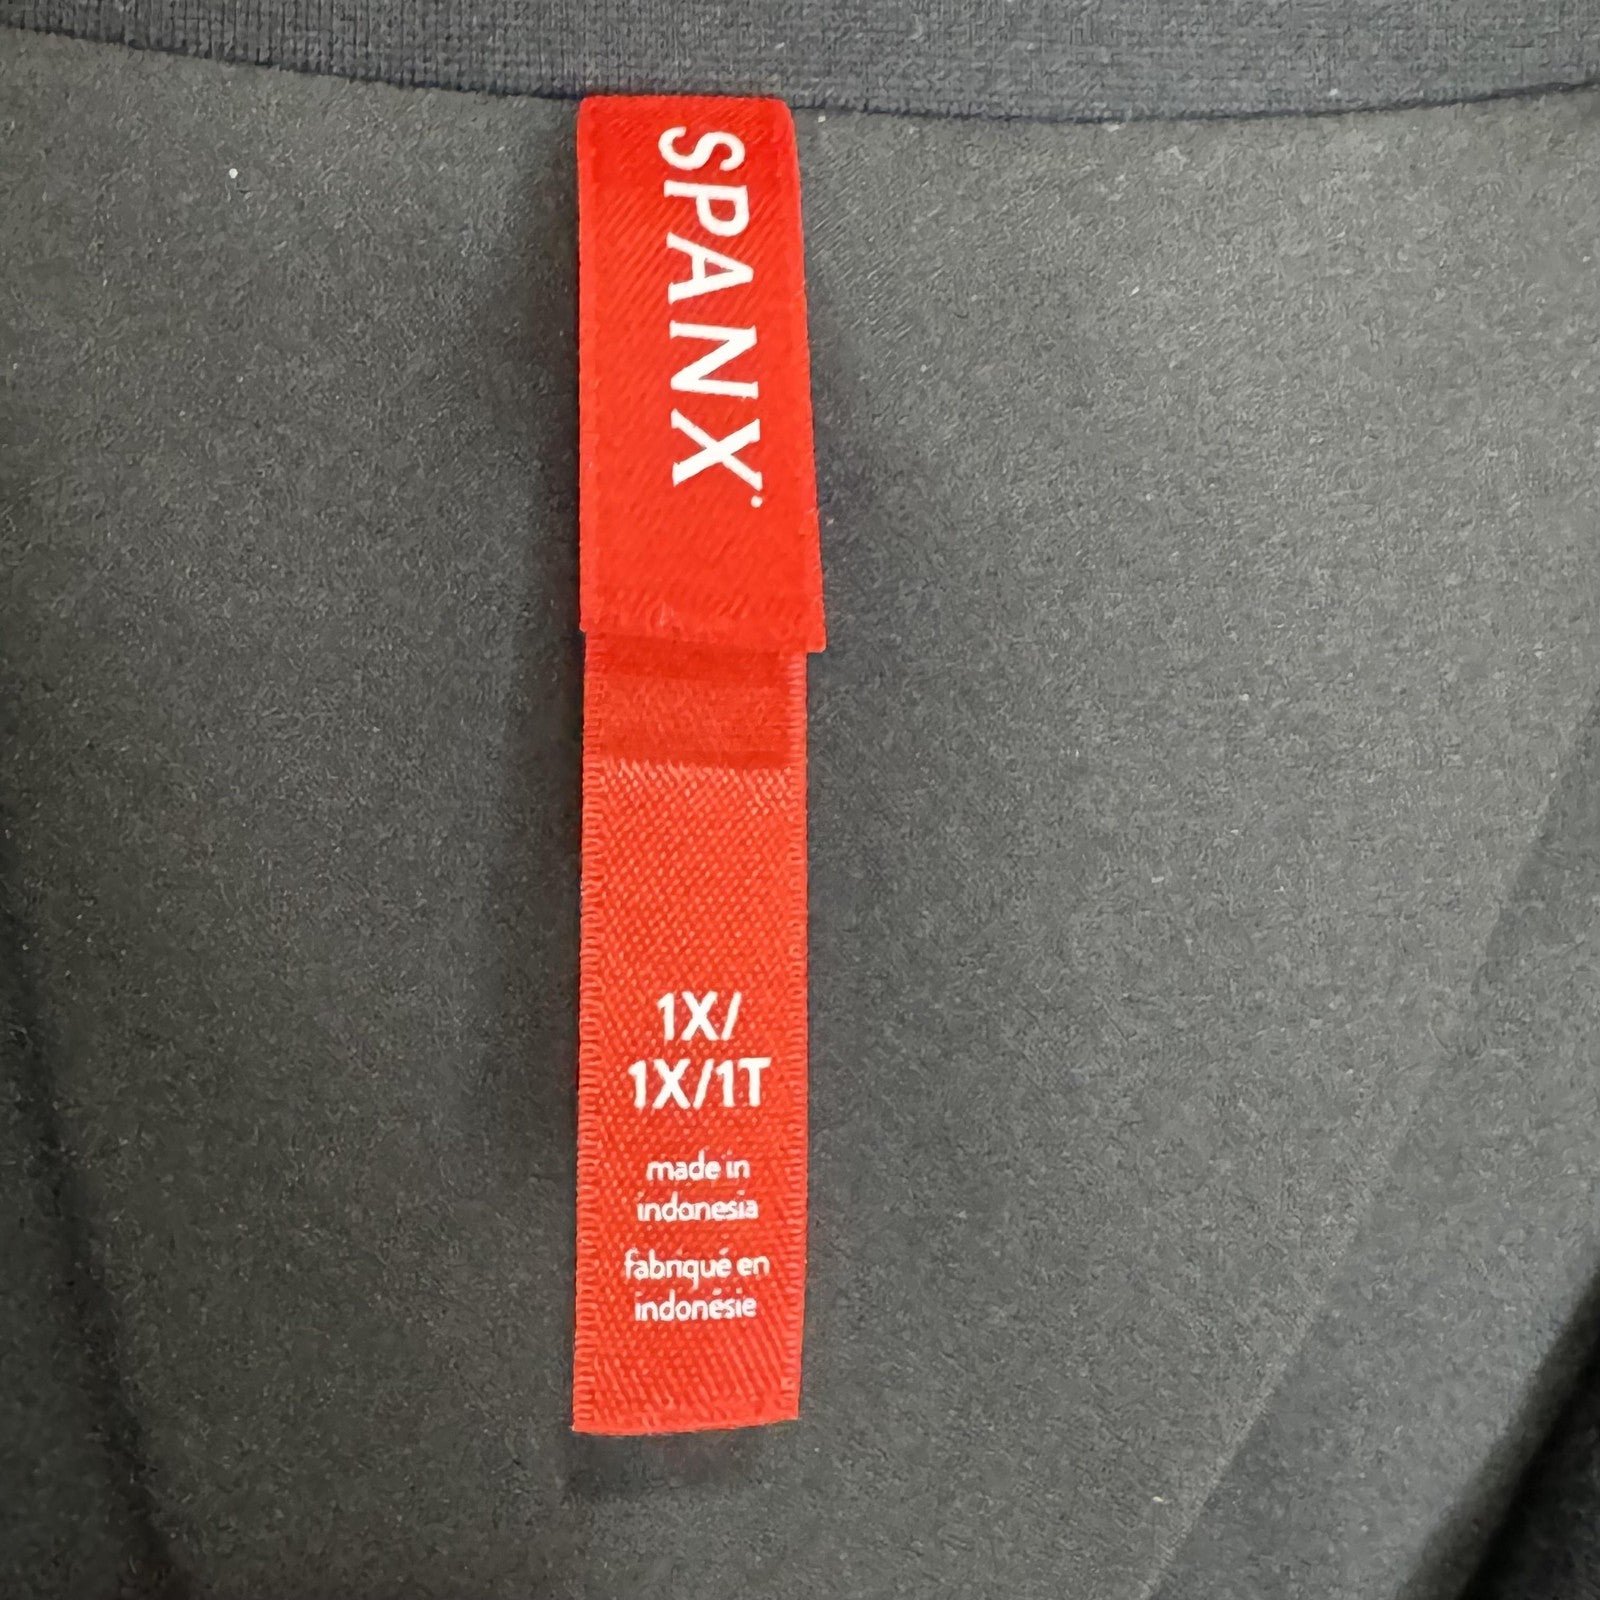 SPANX
1X/
1X/1T
made in
indonesia
fabriqué en
indonésie